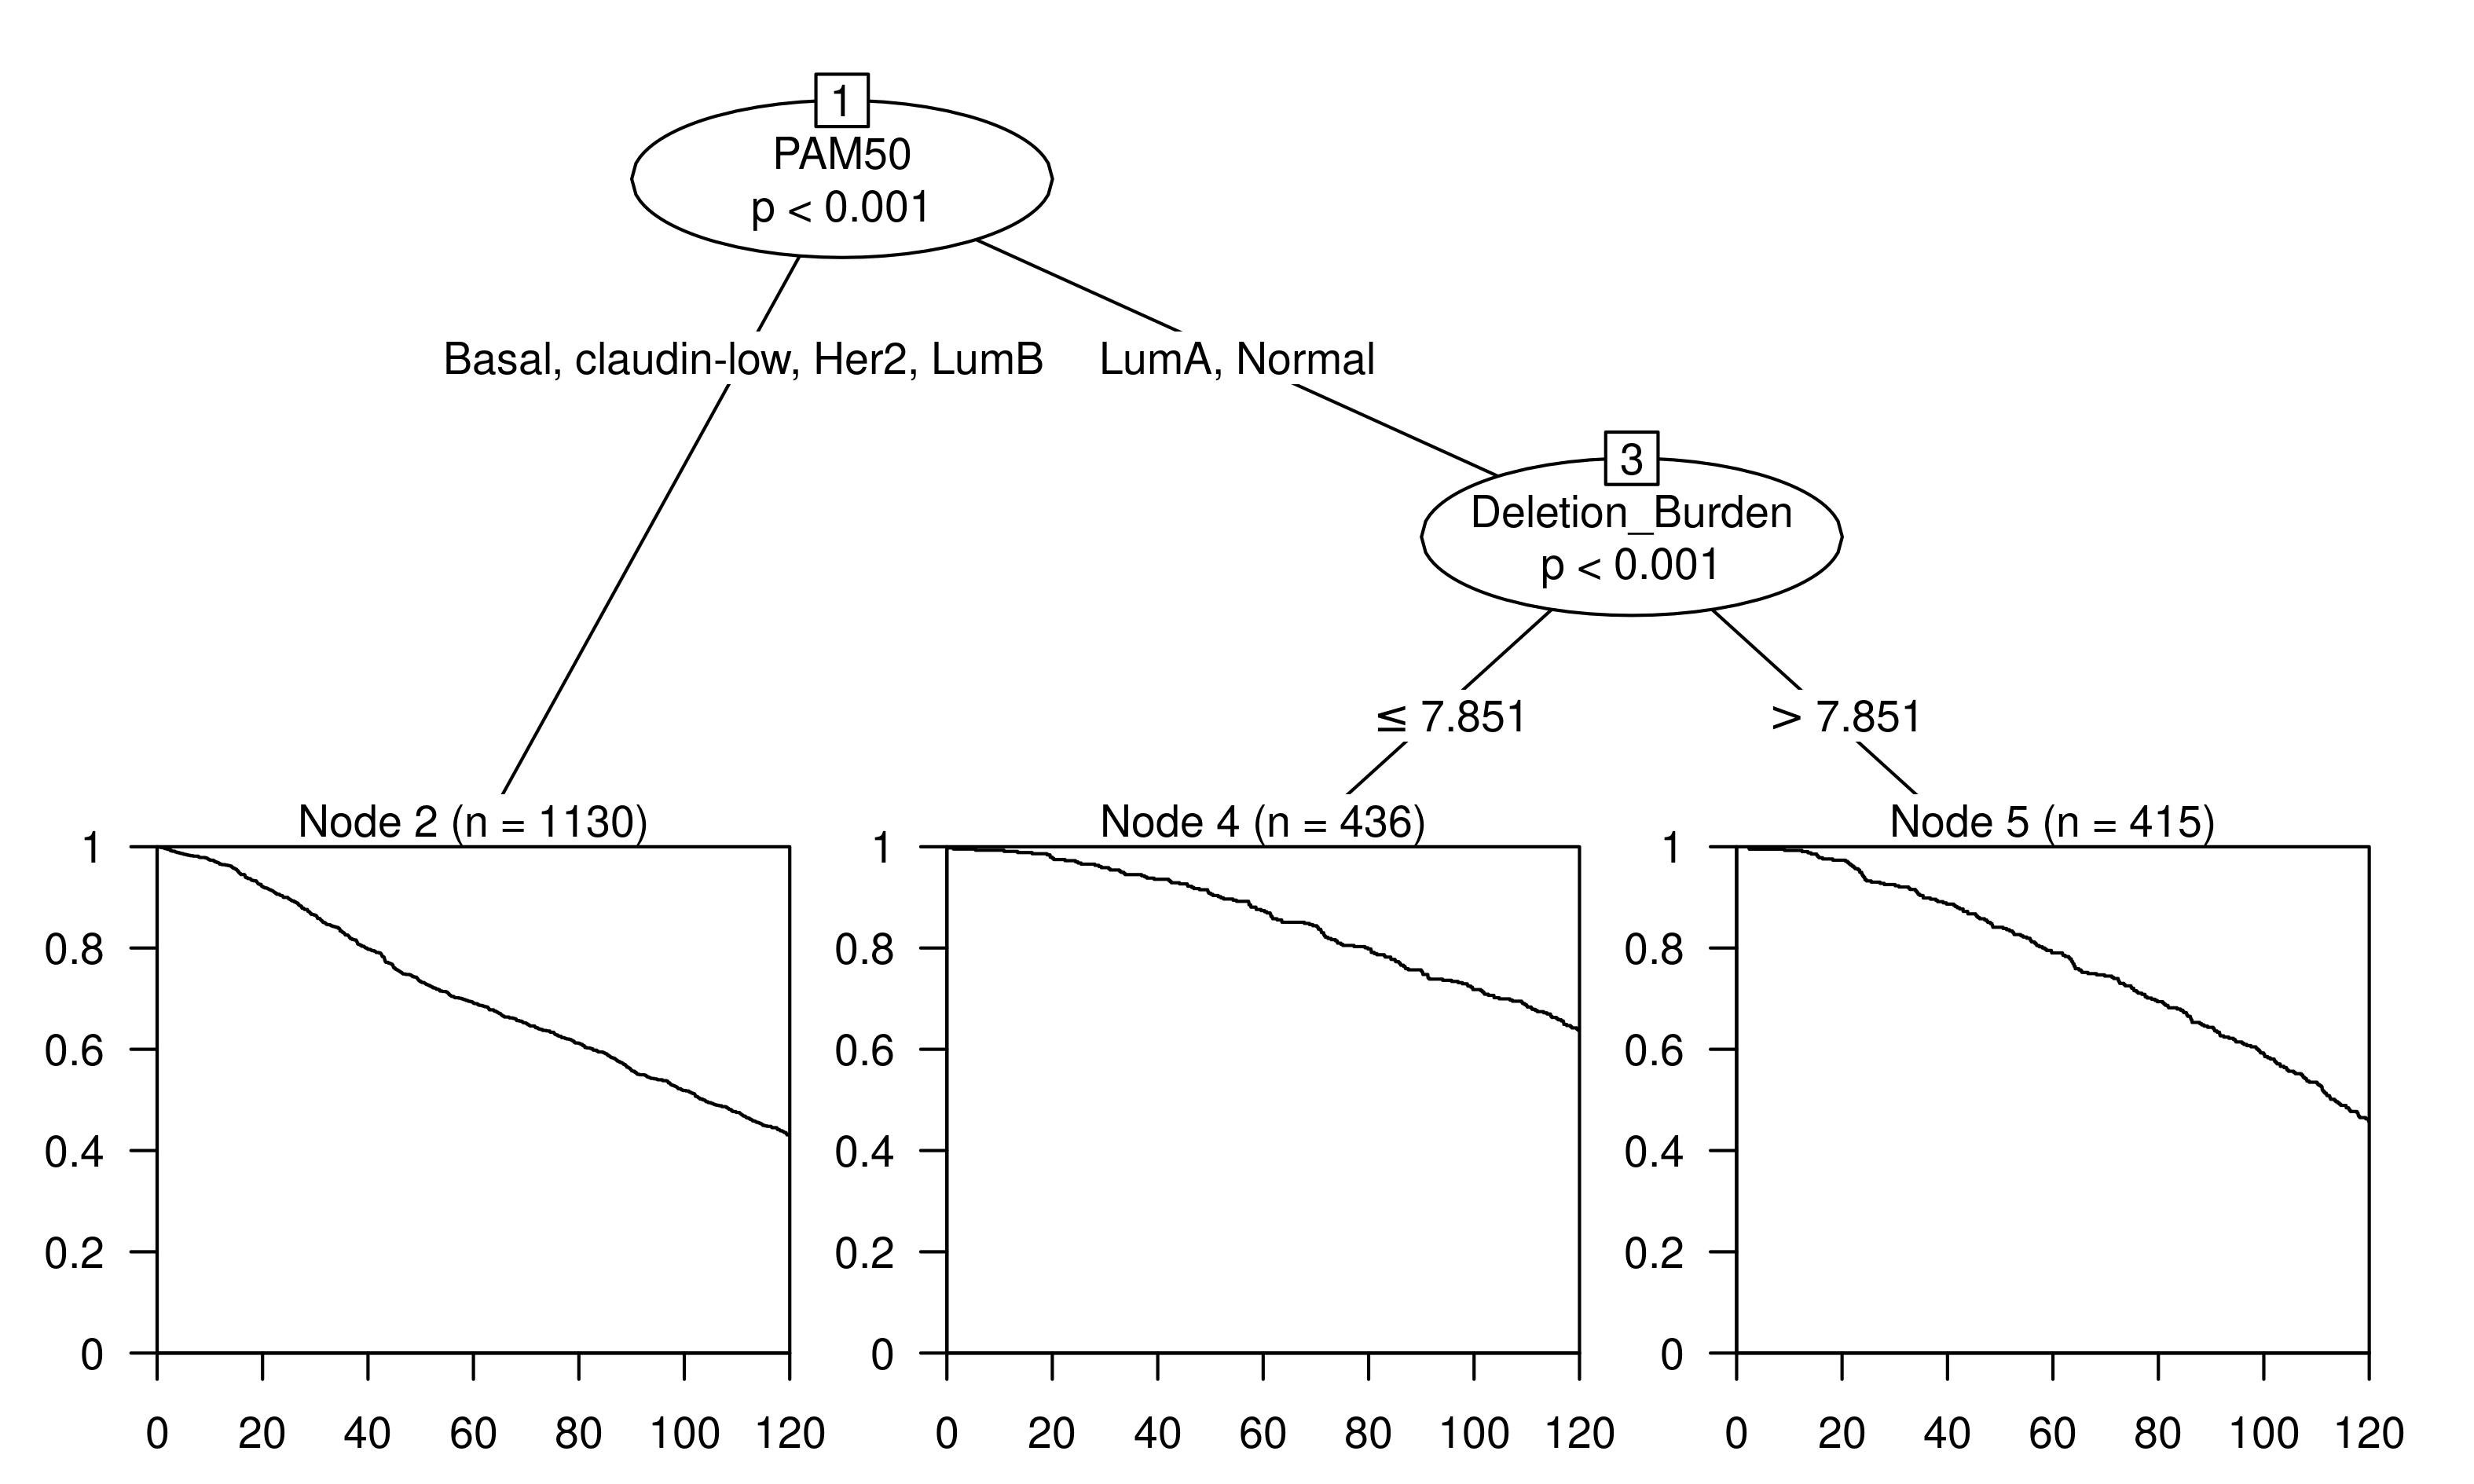 1
PAM50
p < 0.001
Basal, claudin-low, Her2, LumB
LumA, Normal
3
Deletion_Burden
p < 0.001
≤ 7.851
> 7.851
Node 2 (n = 1130)
1
0.8
0.6
0.4
0.2
0
0 20 40 60 80 100 120
Node 4 (n = 436)
1
0.8
0.6
0.4
0.2
0
0 20 40 60 80 100 120
Node 5 (n = 415)
1
0.8
0.6
0.4
0.2
0
0 20 40 60 80 100 120